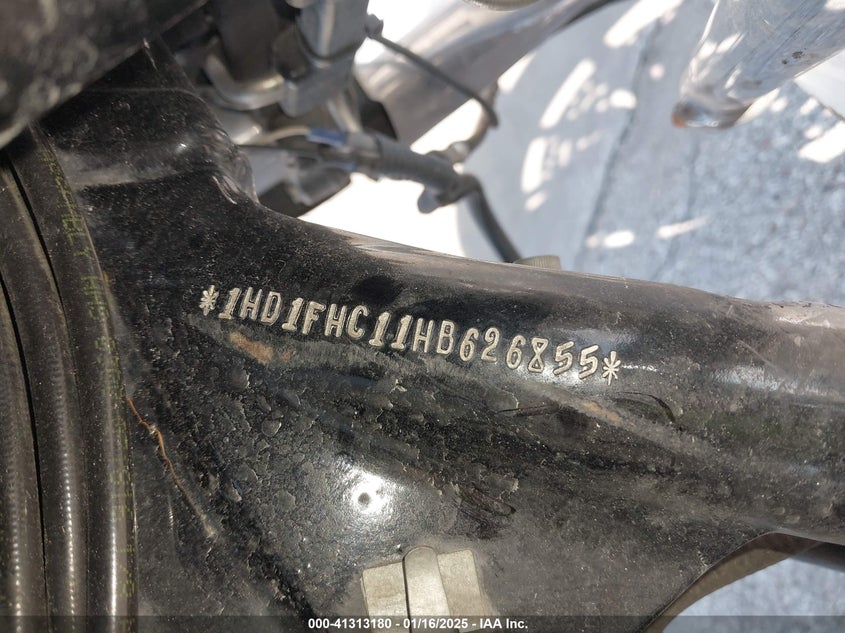 *1HD1FHC11HB626855*
000-41313180 - 01/16/2025 - IAA Inc.